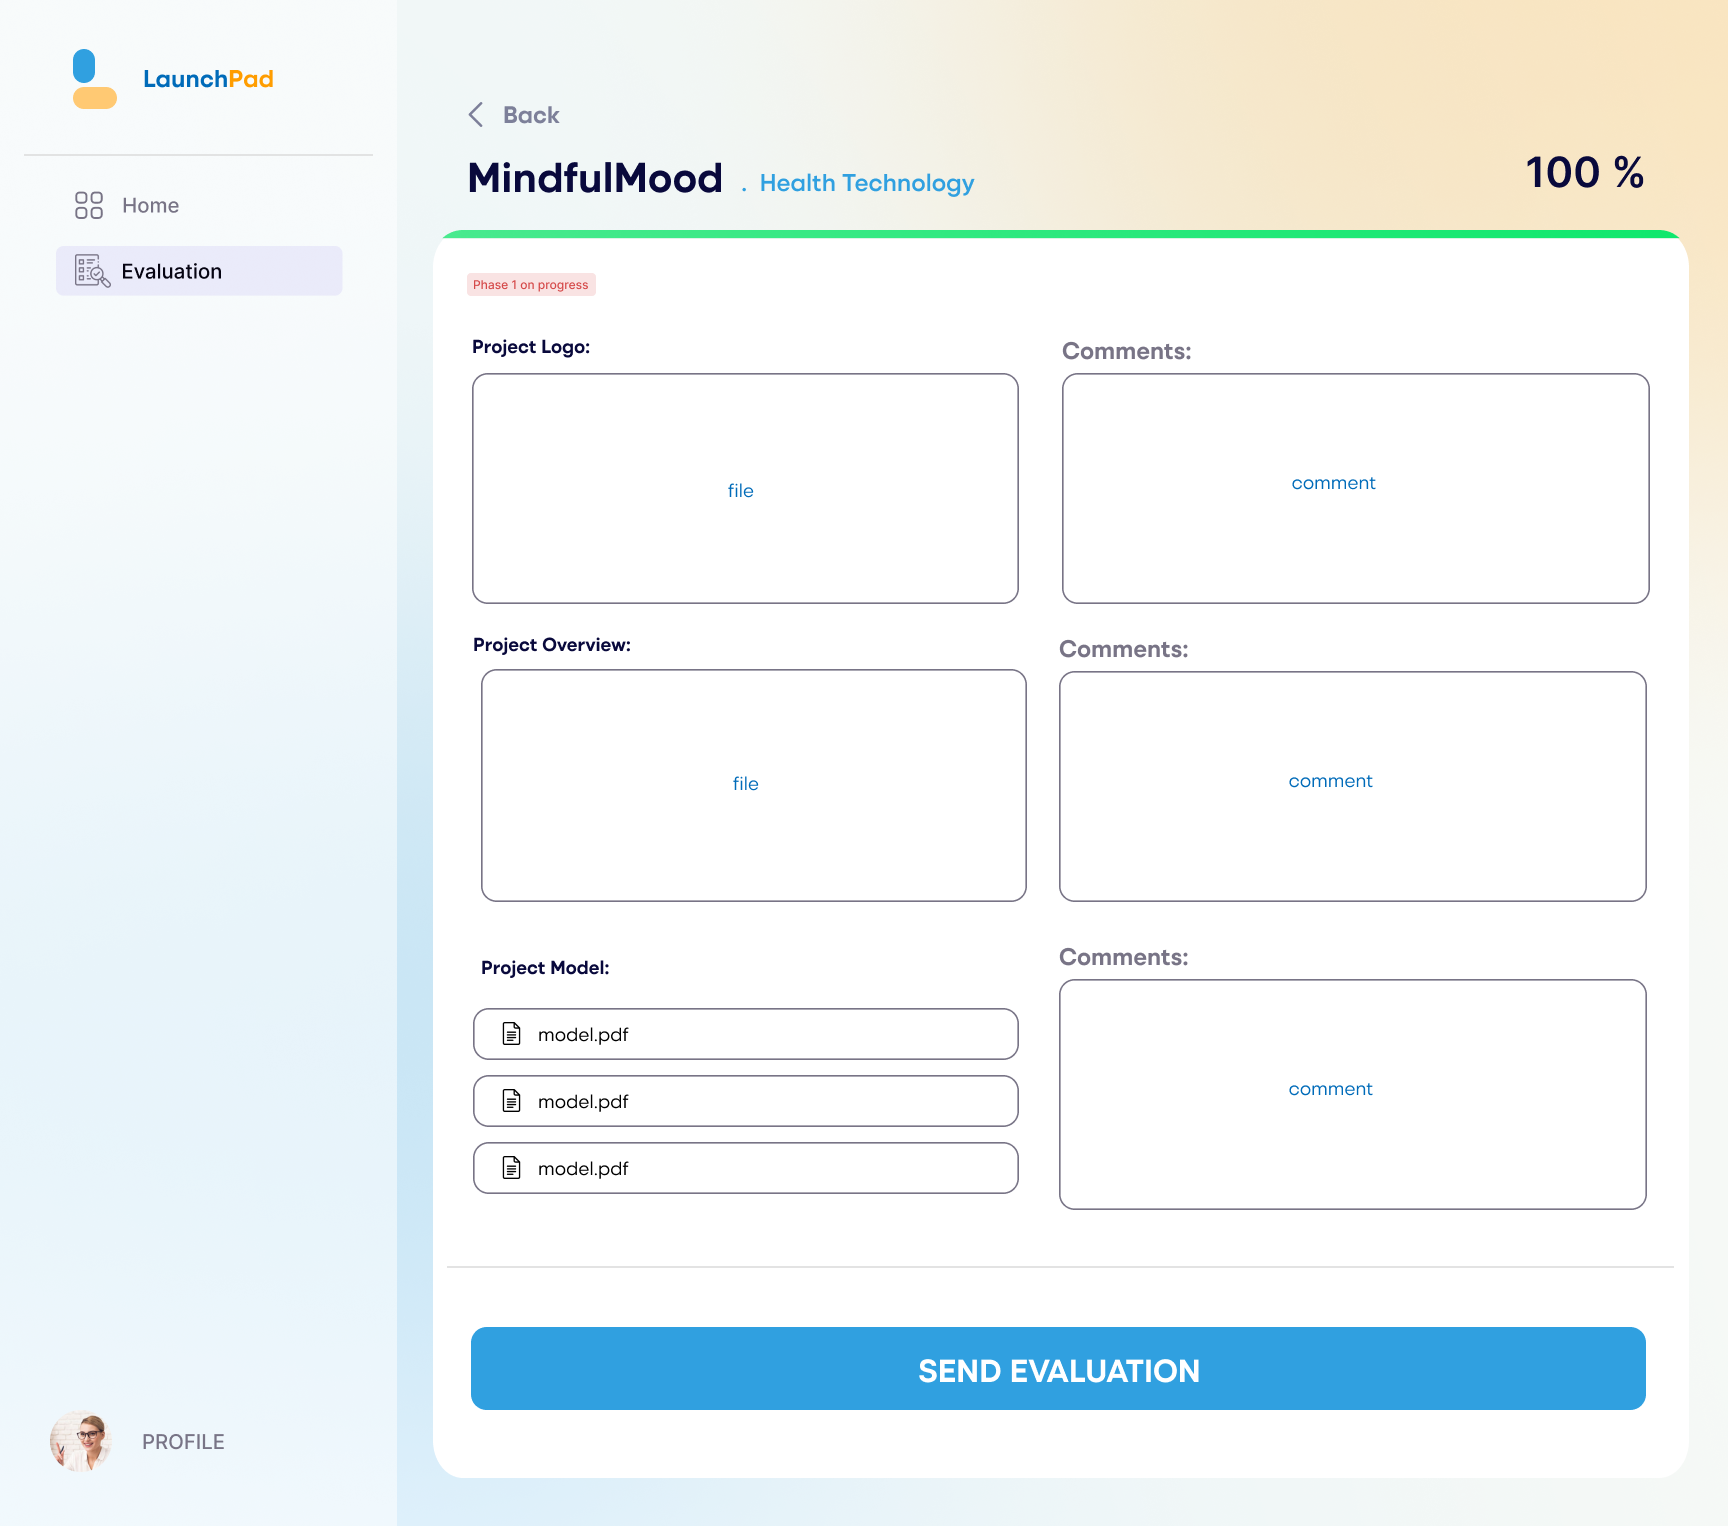 LaunchPad
Home
Evaluation
PROFILE
Back
MindfulMood . Health Technology
100 %
Phase 1 on progress
Project Logo:
Comments:
file
comment
Project Overview:
Comments:
file
comment
Project Model:
Comments:
model.pdf
model.pdf
model.pdf
comment
SEND EVALUATION